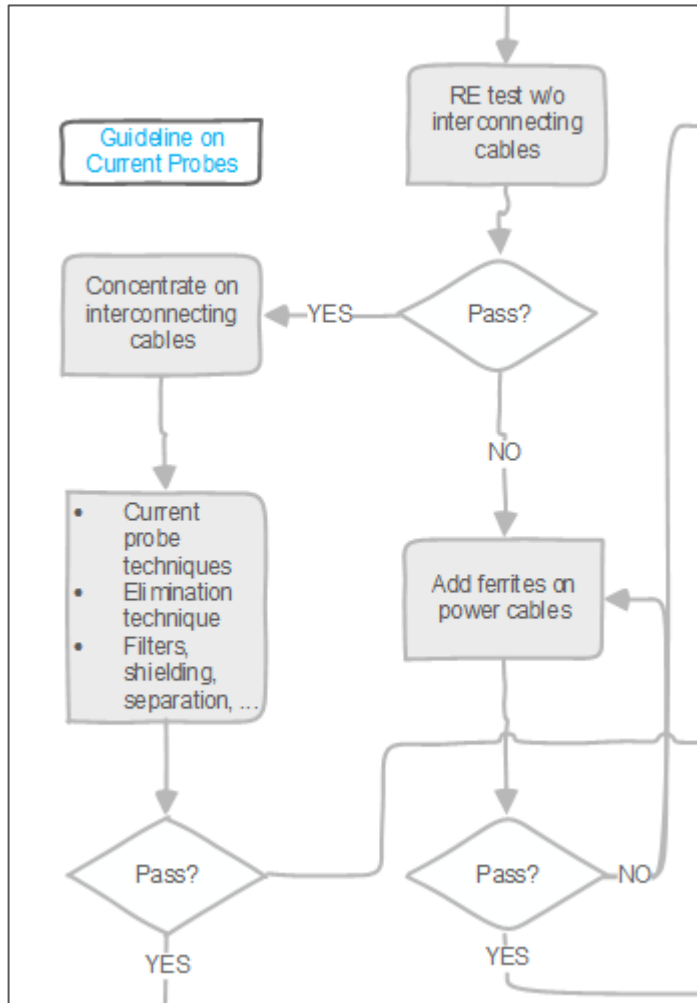 RE test w/o
interconnecting
cables
Guideline on
Current Probes
Concentrate on
interconnecting
cables
YES
Pass?
NO
• Current
probe
techniques
• Elimination
technique
• Filters,
shielding,
separation, ...
Add ferrites on
power cables
Pass?
YES
Pass?
NO
YES